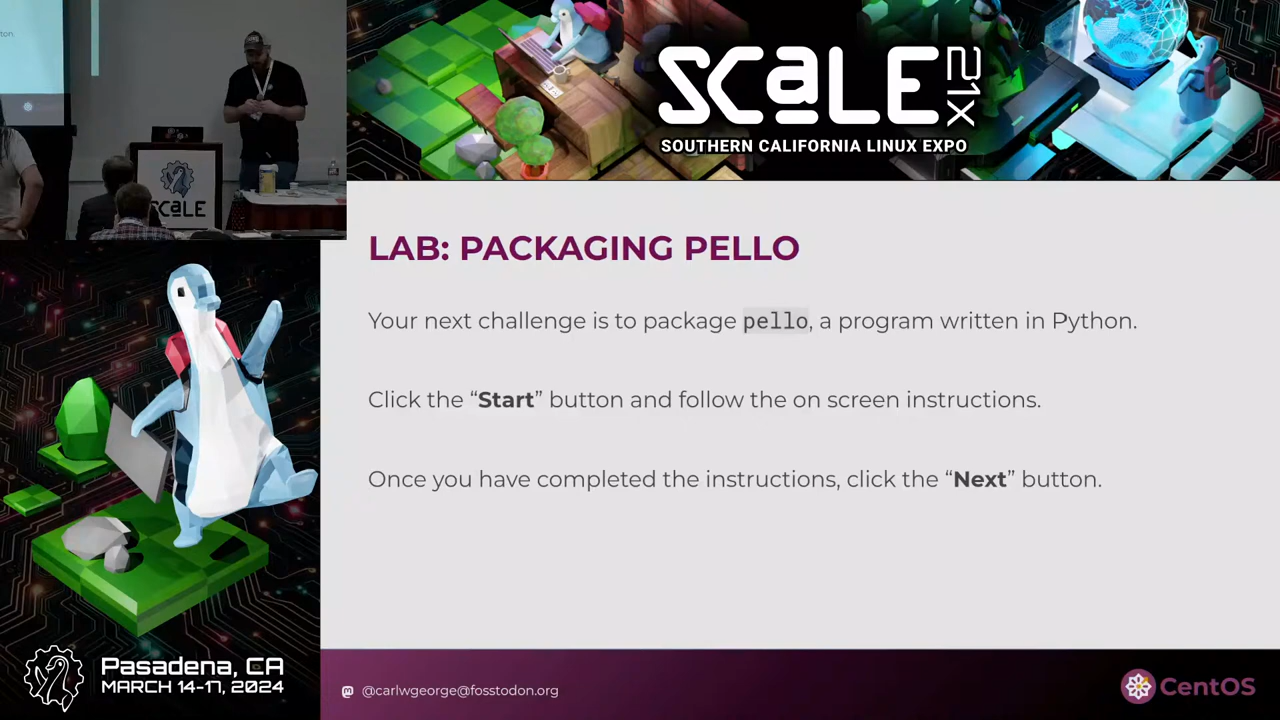 ton.
SCaLE 21x
SOUTHERN CALIFORNIA LINUX EXPO
SCaLE
LAB: PACKAGING PELLO
Your next challenge is to package pello, a program written in Python.
Click the “Start” button and follow the on screen instructions.
Once you have completed the instructions, click the “Next” button.
Pasadena, CA
MARCH 14-17, 2024
@carlwgeorge@fosstodon.org
CentOS